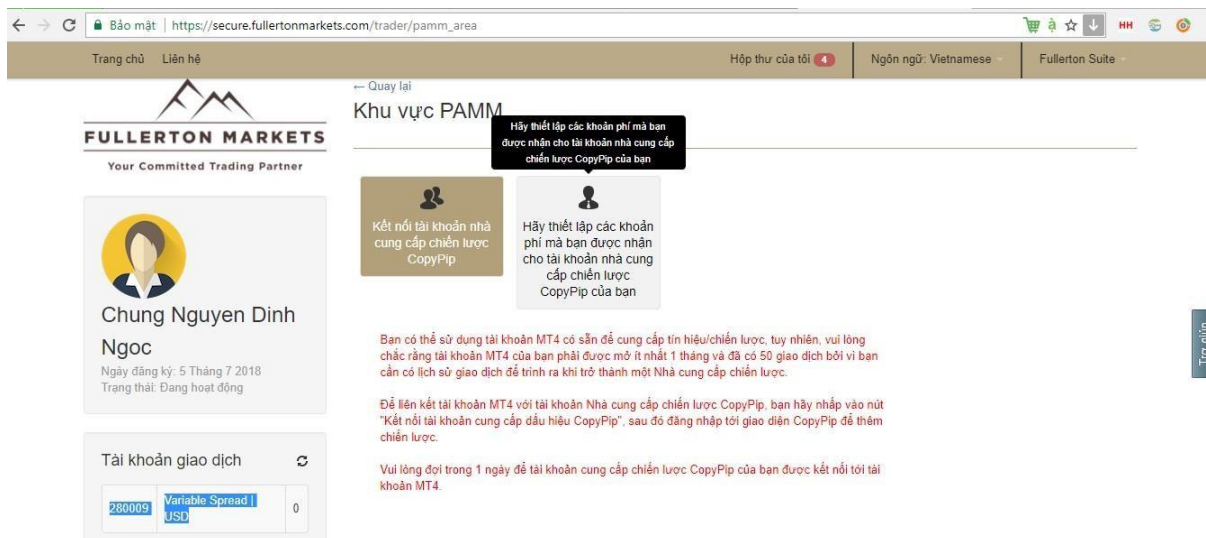 Bảo mật | https://secure.fullertonmarkets.com/trader/pamm_area
Trang chủ Liên hệ Hộp thư của tôi 4 Ngôn ngữ: Vietnamese Fullerton Suite
FULLERTON MARKETS
Your Committed Trading Partner
← Quay lại
Khu vực PAMM
Hãy thiết lập các khoản phí mà bạn
được nhận cho tài khoản nhà cung cấp
chiến lược CopyPip của bạn
Kết nối tài khoản nhà
cung cấp chiến lược
CopyPip
Hãy thiết lập các khoản
phí mà bạn được nhận
cho tài khoản nhà cung
cấp chiến lược
CopyPip của bạn
Chung Nguyen Dinh
Ngoc
Ngày đăng ký: 5 Tháng 7 2018
Trạng thái: Đang hoạt động
Bạn có thể sử dụng tài khoản MT4 có sẵn để cung cấp tín hiệu/chiến lược, tuy nhiên, vui lòng
chắc rằng tài khoản MT4 của bạn phải được mở ít nhất 1 tháng và đã có 50 giao dịch bởi vì bạn
cần có lịch sử giao dịch để trình ra khi trở thành một Nhà cung cấp chiến lược.
Để liên kết tài khoản MT4 với tài khoản Nhà cung cấp chiến lược CopyPip, bạn hãy nhấp vào nút
"Kết nối tài khoản cung cấp dấu hiệu CopyPip", sau đó đăng nhập tới giao diện CopyPip để thêm
chiến lược.
Vui lòng đợi trong 1 ngày để tài khoản cung cấp chiến lược CopyPip của bạn được kết nối tới tài
khoản MT4.
Tài khoản giao dịch
280009 Variable Spread | 0
USD
Trợ giúp